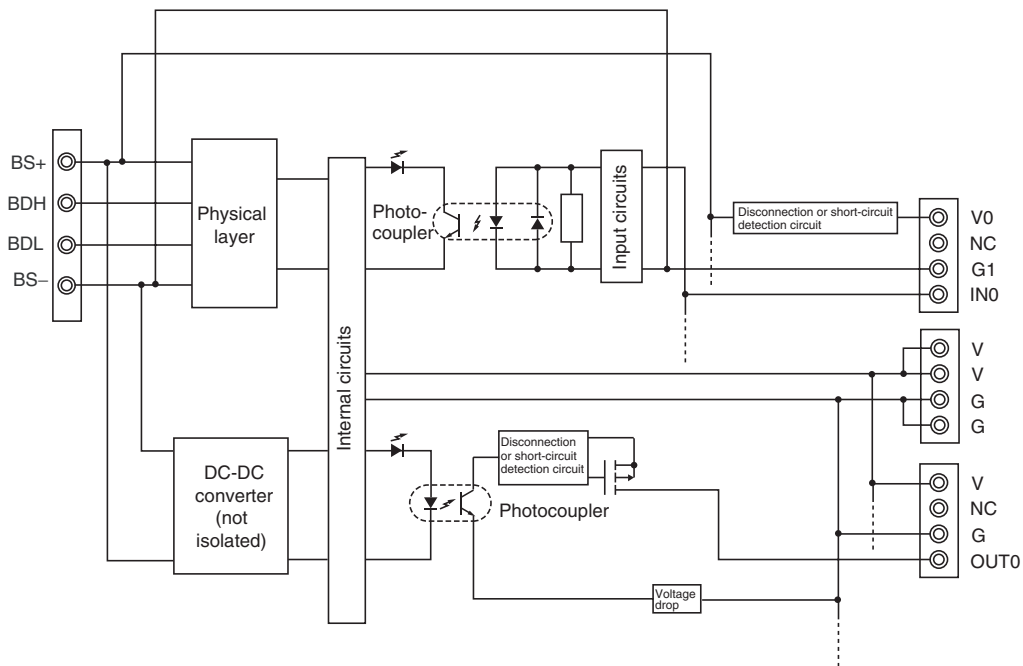 BS+
BDH
BDL
BS−
Physical
layer
Photo-
coupler
Input circuits
Disconnection or short-circuit
detection circuit
V0
NC
G1
IN0
Internal circuits
V
V
G
G
DC-DC
converter
(not
isolated)
Disconnection
or short-circuit
detection circuit
Photocoupler
Voltage
drop
V
NC
G
OUT0